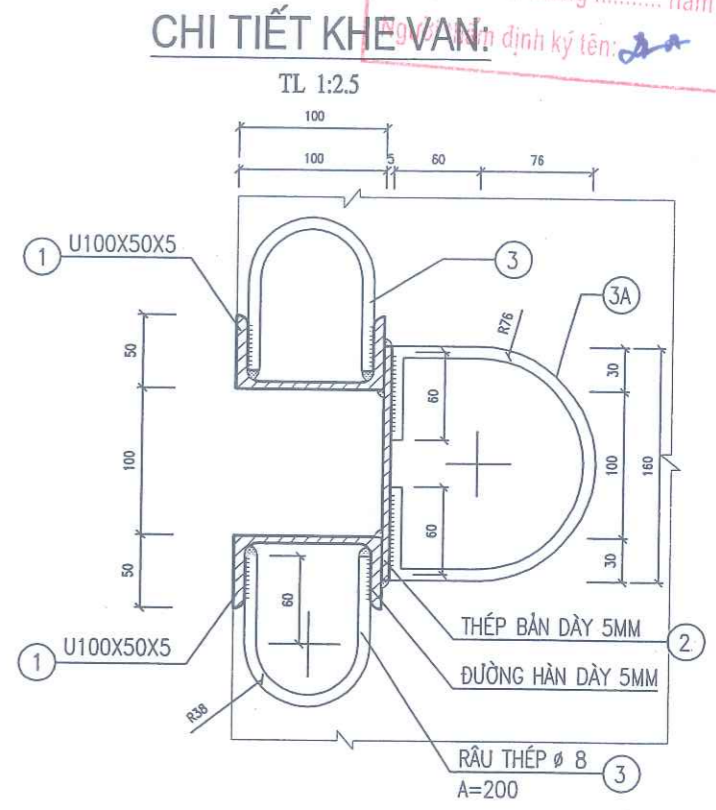 năm
CHI TIẾT KHE VAN:
định ký tên:
TL 1:2.5
100
100 5 60 76
1 U100X50X5
3
3A
R76
50
100
50
60
60
60
30
100
30
160
1 U100X50X5
R38
THÉP BẢN DÀY 5MM 2
ĐƯỜNG HÀN DÀY 5MM
RÂU THÉP ø 8 3
A=200